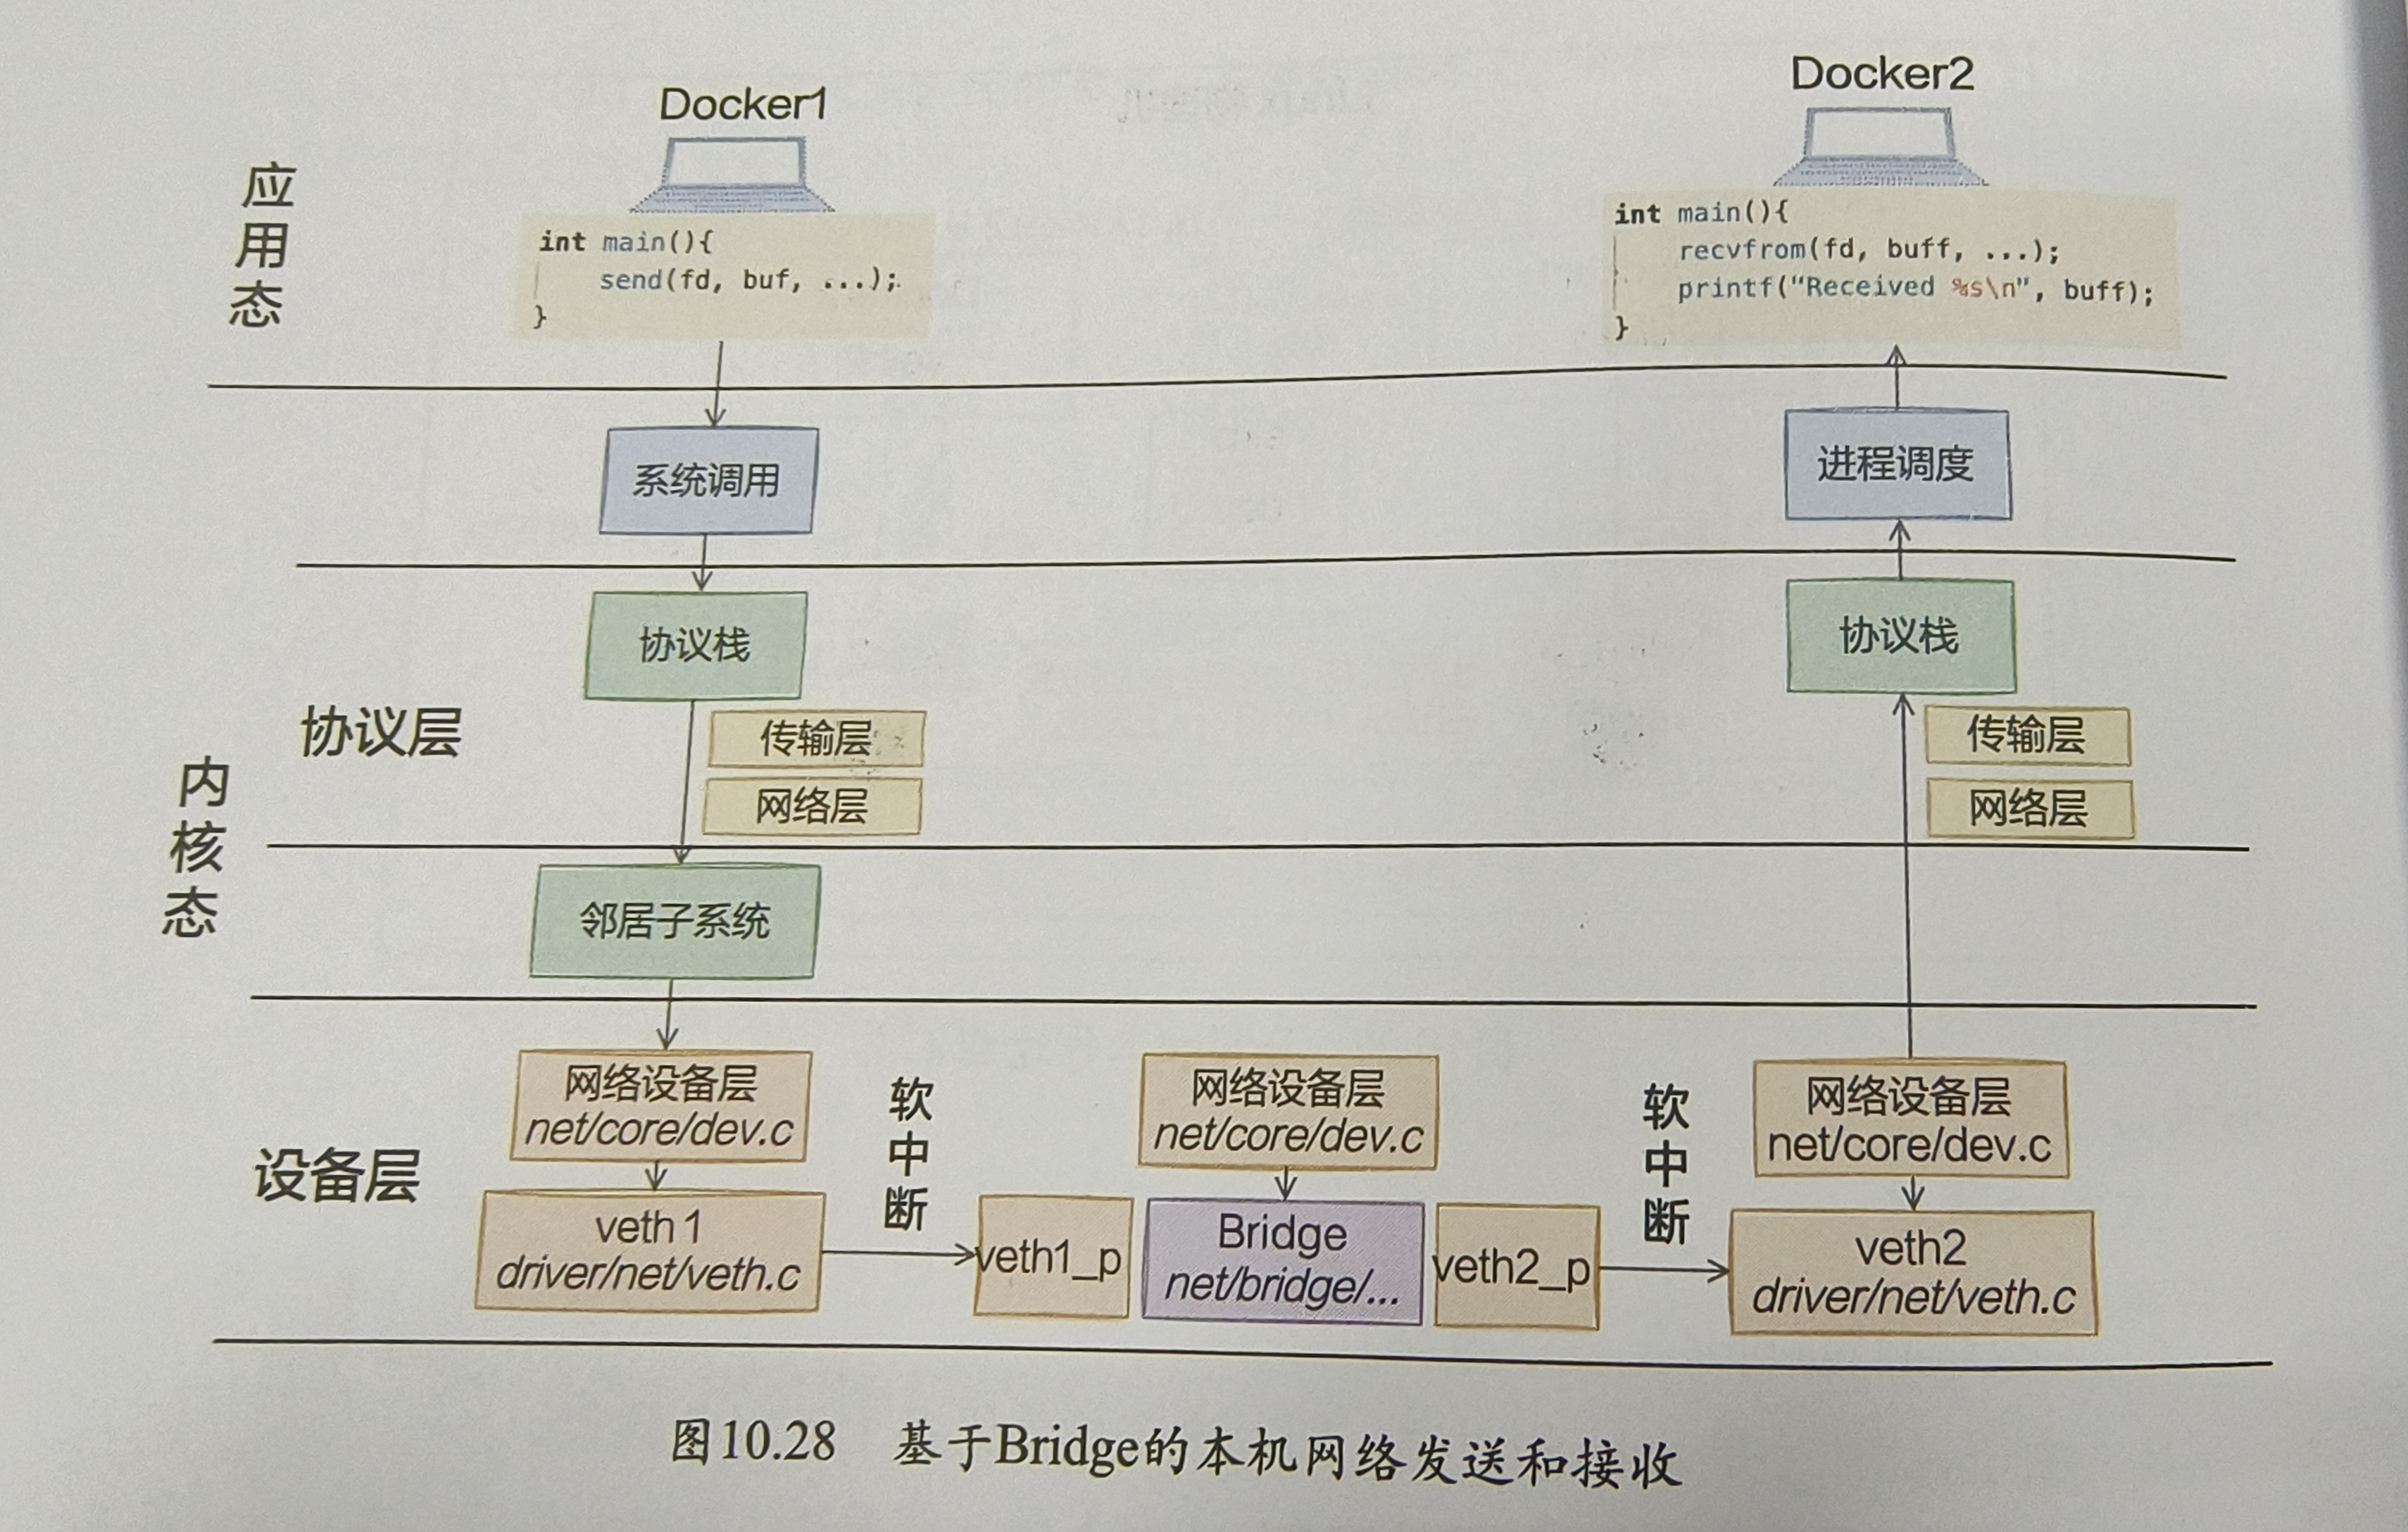 Docker1
Docker2
应用态
int main(){
send(fd, buf, ...);
}
int main(){
recvfrom(fd, buff, ...);
printf("Received %s\n", buff);
}
系统调用
进程调度
内核态
协议层
协议栈
传输层
网络层
协议栈
传输层
网络层
邻居子系统
设备层
网络设备层
net/core/dev.c
软中断
网络设备层
net/core/dev.c
软中断
网络设备层
net/core/dev.c
veth1
driver/net/veth.c
veth1_p
Bridge
net/bridge/...
veth2_p
veth2
driver/net/veth.c
图10.28 基于Bridge的本机网络发送和接收